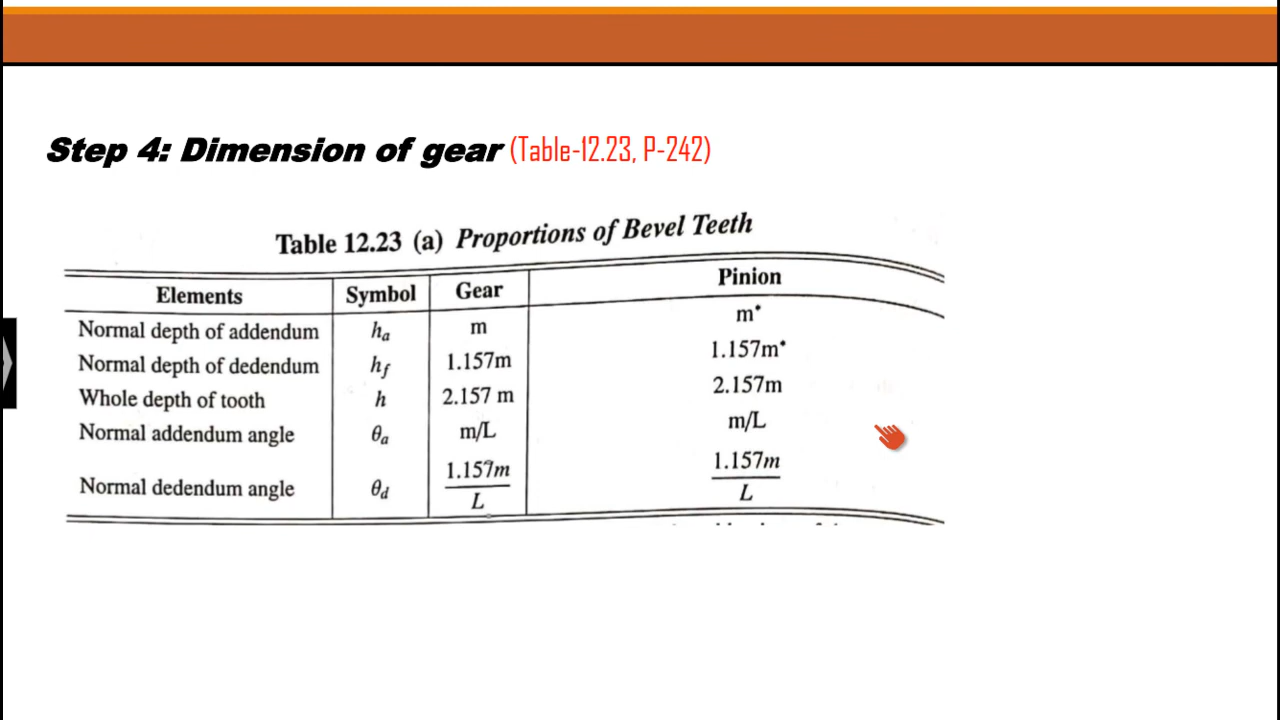 Step 4: Dimension of gear (Table-12.23, P-242)
Table 12.23 (a) Proportions of Bevel Teeth
Elements Symbol Gear Pinion
Normal depth of addendum hₐ m m*
Normal depth of dedendum h_f 1.157m 1.157m*
Whole depth of tooth h 2.157 m 2.157m
Normal addendum angle θₐ m/L m/L
Normal dedendum angle θ_d 1.157m/L 1.157m/L